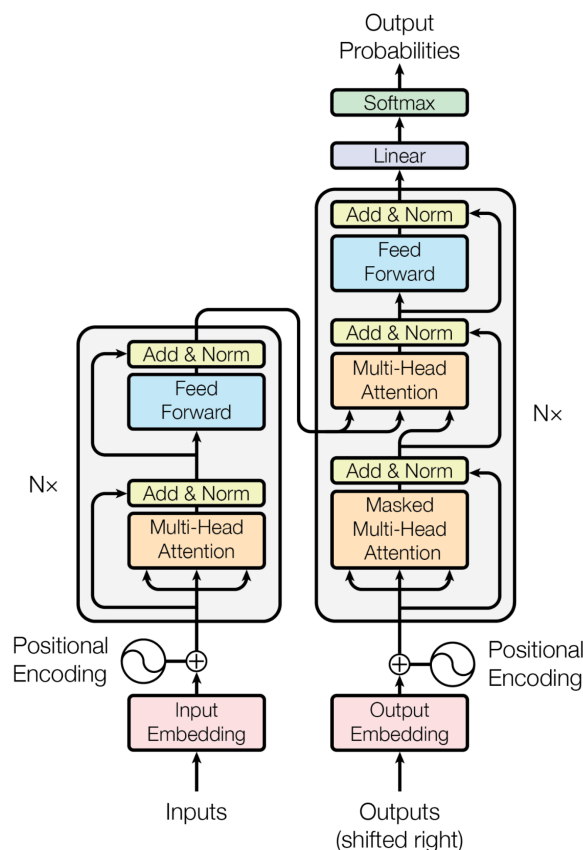 Output
Probabilities
Softmax
Linear
Add & Norm
Feed
Forward
Add & Norm
Multi-Head
Attention
Add & Norm
Masked
Multi-Head
Attention
N×
Add & Norm
Feed
Forward
Add & Norm
Multi-Head
Attention
N×
Positional
Encoding
Positional
Encoding
Input
Embedding
Output
Embedding
Inputs
Outputs
(shifted right)